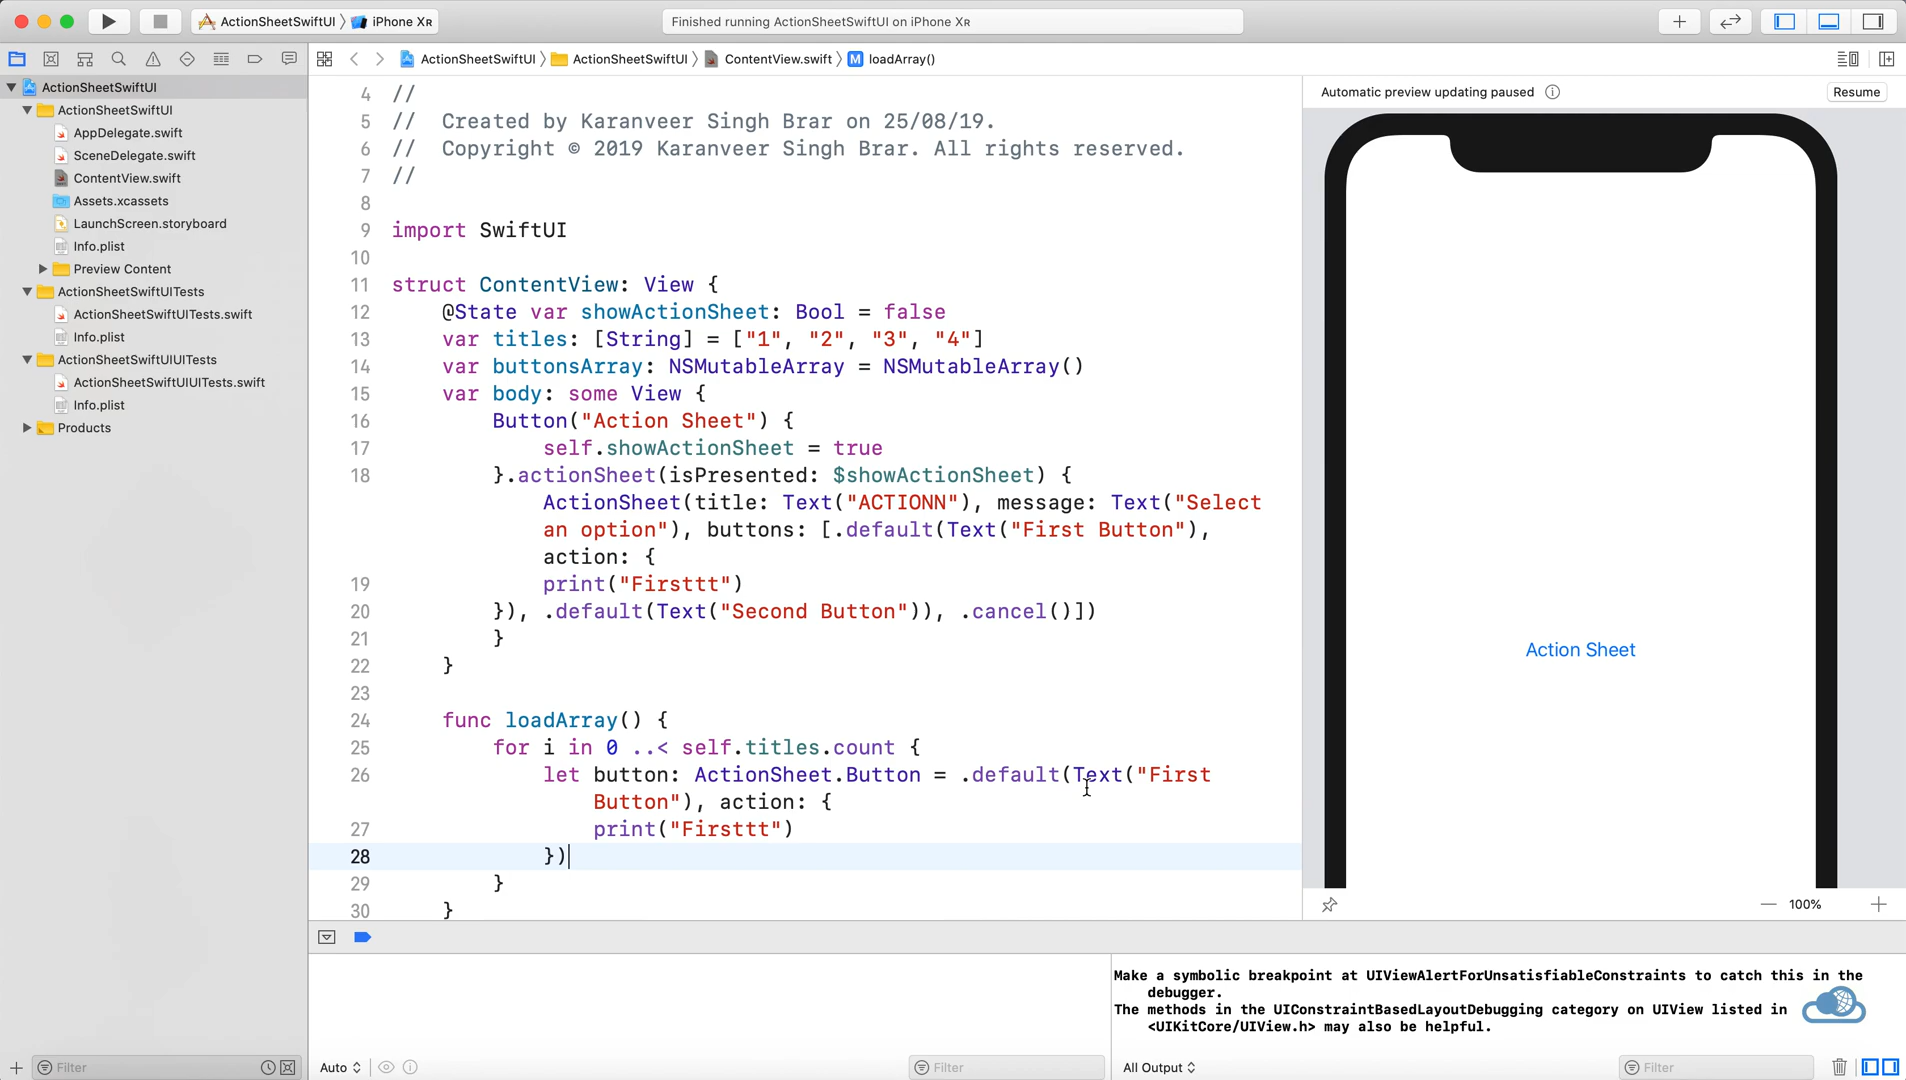 ActionSheetSwiftUI
iPhone Xʀ
Finished running ActionSheetSwiftUI on iPhone Xʀ
ActionSheetSwiftUI
ActionSheetSwiftUI
ContentView.swift
M
loadArray()
ActionSheetSwiftUI
ActionSheetSwiftUI
AppDelegate.swift
SceneDelegate.swift
ContentView.swift
Assets.xcassets
LaunchScreen.storyboard
Info.plist
Preview Content
ActionSheetSwiftUITests
ActionSheetSwiftUITests.swift
Info.plist
ActionSheetSwiftUIUITests
ActionSheetSwiftUIUITests.swift
Info.plist
Products
4 //
5 //  Created by Karanveer Singh Brar on 25/08/19.
6 //  Copyright © 2019 Karanveer Singh Brar. All rights reserved.
7 //
8
9 import SwiftUI
10
11 struct ContentView: View {
12 @State var showActionSheet: Bool = false
13 var titles: [String] = ["1", "2", "3", "4"]
14 var buttonsArray: NSMutableArray = NSMutableArray()
15 var body: some View {
16 Button("Action Sheet") {
17 self.showActionSheet = true
18 }.actionSheet(isPresented: $showActionSheet) {
ActionSheet(title: Text("ACTIONN"), message: Text("Select
an option"), buttons: [.default(Text("First Button"),
action: {
19 print("Firsttt")
20 }), .default(Text("Second Button")), .cancel()])
21 }
22 }
23
24 func loadArray() {
25 for i in 0 ..< self.titles.count {
26 let button: ActionSheet.Button = .default(Text("First
Button"), action: {
27 print("Firsttt")
28 })
29 }
30 }
Automatic preview updating paused
Resume
Action Sheet
100%
Make a symbolic breakpoint at UIViewAlertForUnsatisfiableConstraints to catch this in the
debugger.
The methods in the UIConstraintBasedLayoutDebugging category on UIView listed in
<UIKitCore/UIView.h> may also be helpful.
Filter
Auto
Filter
All Output
Filter